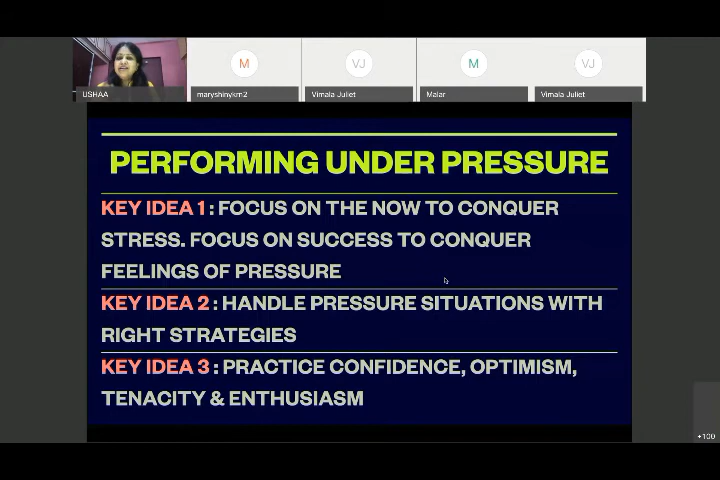 M
VJ
M
VJ
USHAA
maryshinykm2
Vimala Juliet
Malar
Vimala Juliet
PERFORMING UNDER PRESSURE
KEY IDEA 1 : FOCUS ON THE NOW TO CONQUER
STRESS. FOCUS ON SUCCESS TO CONQUER
FEELINGS OF PRESSURE
KEY IDEA 2 : HANDLE PRESSURE SITUATIONS WITH
RIGHT STRATEGIES
KEY IDEA 3 : PRACTICE CONFIDENCE, OPTIMISM,
TENACITY & ENTHUSIASM
+100